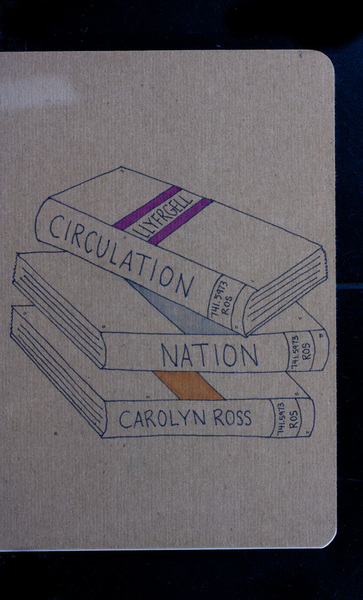 LLYFRGELL
CIRCULATION
741.5973
ROS
NATION
741.5973
ROS
CAROLYN ROSS
741.5973
ROS